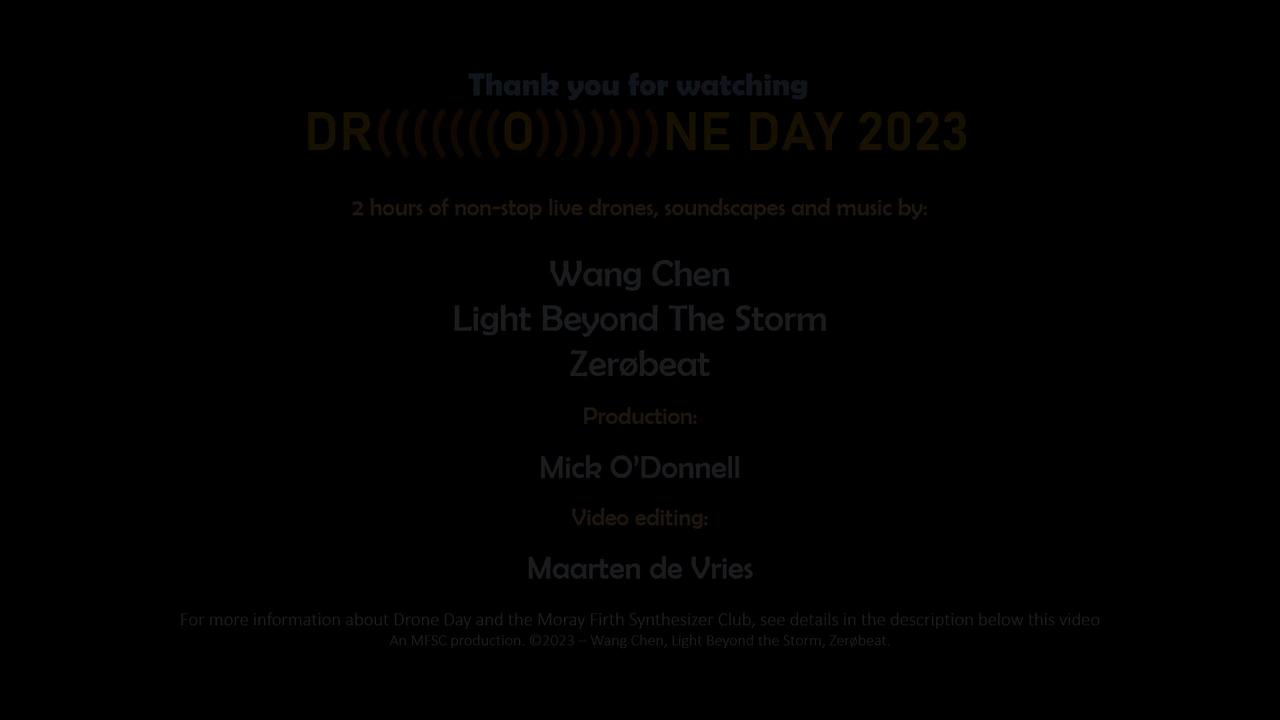 Thank you for watching
DR(((((((O)))))))NE DAY 2023
2 hours of non-stop live drones, soundscapes and music by:
Wang Chen
Light Beyond The Storm
Zerøbeat
Production:
Mick O’Donnell
Video editing:
Maarten de Vries
For more information about Drone Day and the Moray Firth Synthesizer Club, see details in the description below this video
An MFSC production. ©2023 – Wang Chen, Light Beyond the Storm, Zerøbeat.